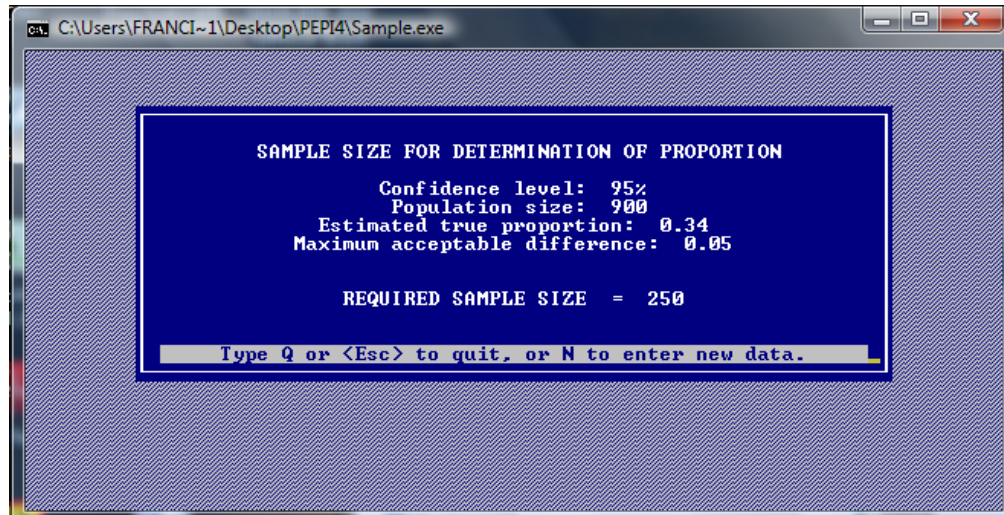 C:\Users\FRANCI~1\Desktop\PEPI4\Sample.exe
SAMPLE SIZE FOR DETERMINATION OF PROPORTION
Confidence level: 95%
Population size: 900
Estimated true proportion: 0.34
Maximum acceptable difference: 0.05
REQUIRED SAMPLE SIZE = 250
Type Q or <Esc> to quit, or N to enter new data.